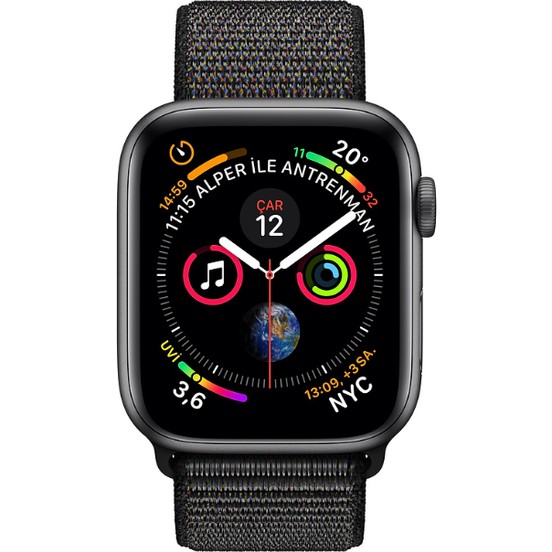 14:59
11:15 ALPER İLE ANTRENMAN
11
20°
32
ÇAR
12
UVI
3,6
13:09, +3 SA.
NYC